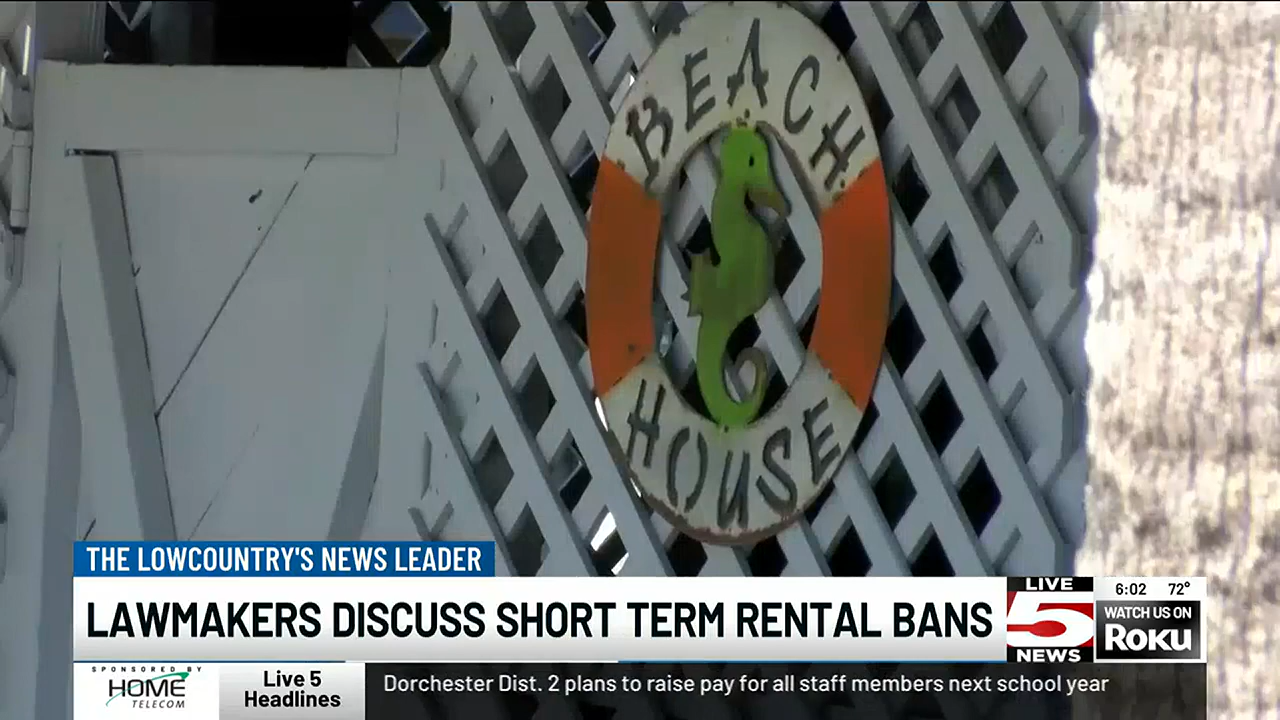 BEACH
HOUSE
THE LOWCOUNTRY'S NEWS LEADER
LAWMAKERS DISCUSS SHORT TERM RENTAL BANS
LIVE
5
NEWS
6:02 72°
WATCH US ON
Roku
SPONSORED BY
HOME
TELECOM
Live 5
Headlines
Dorchester Dist. 2 plans to raise pay for all staff members next school year